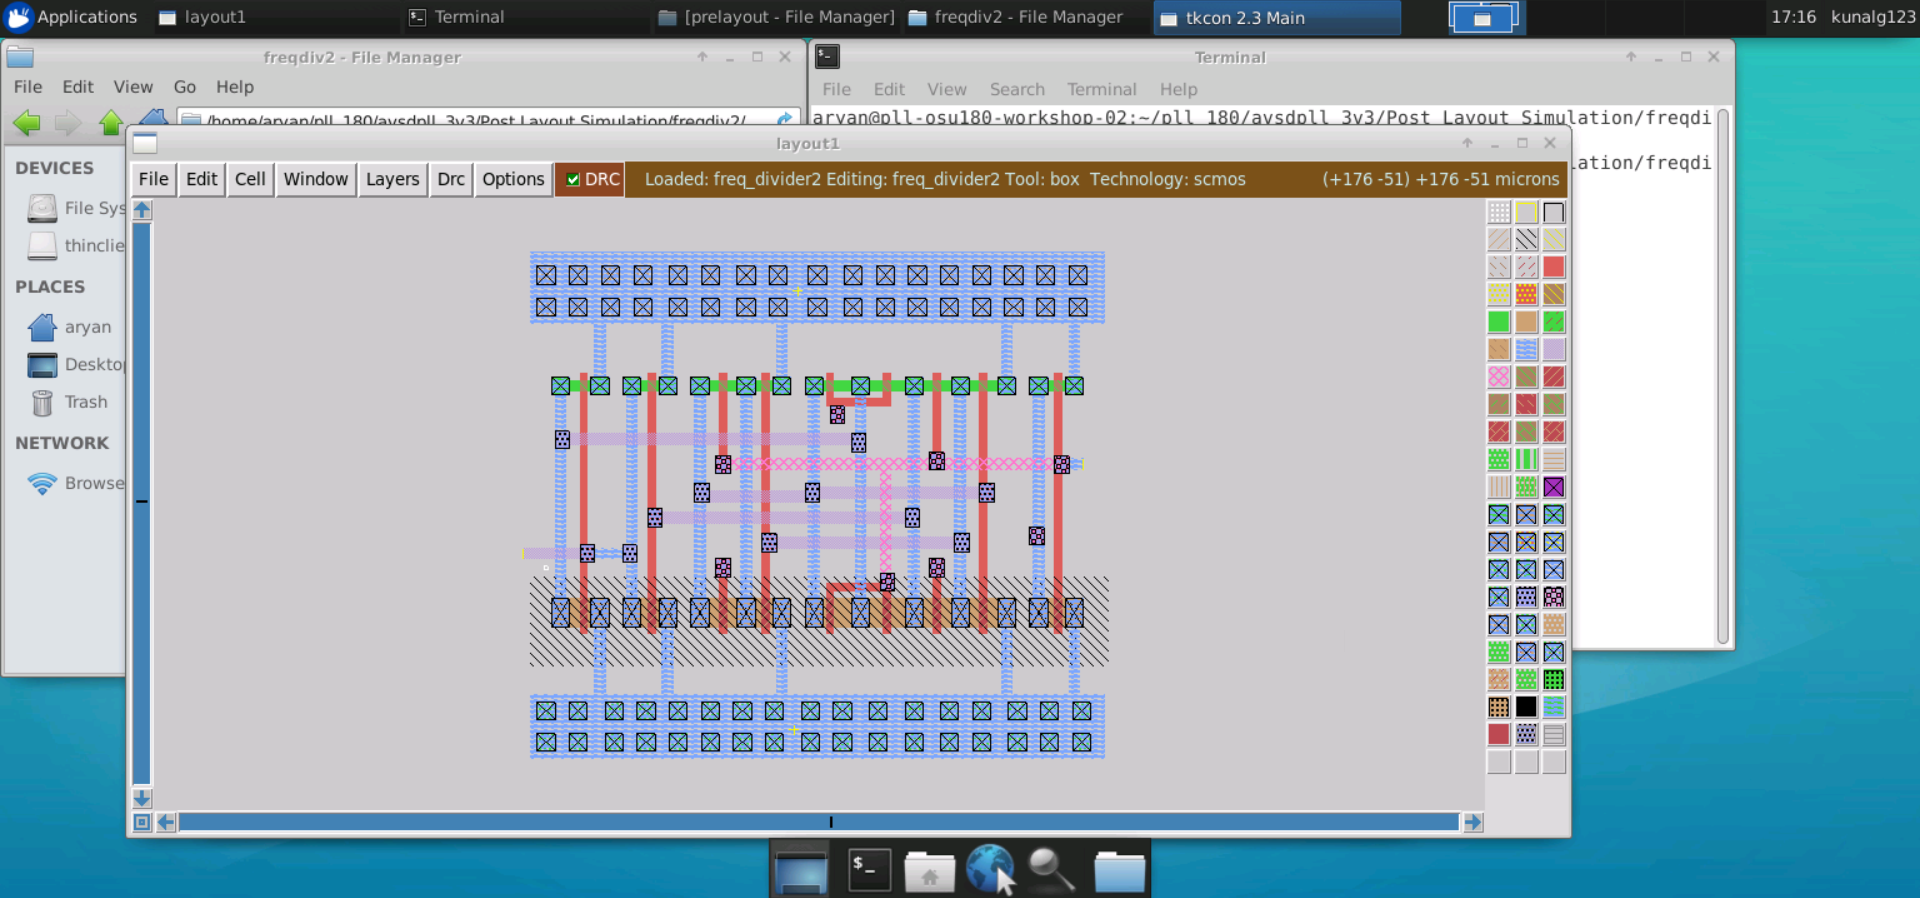 Applications
layout1
Terminal
[prelayout - File Manager]
freqdiv2 - File Manager
tkcon 2.3 Main
17:16
kunalg123
freqdiv2 - File Manager
File Edit View Go Help
/home/aryan/pll_180/avsdpll_3v3/Post_Layout_Simulation/freqdiv2/
DEVICES
File Sys
thinclie
PLACES
aryan
Desktop
Trash
NETWORK
Browse
Terminal
File Edit View Search Terminal Help
aryan@pll-osu180-workshop-02:~/pll_180/avsdpll_3v3/Post_Layout_Simulation/freqdi
lation/freqdi
layout1
File Edit Cell Window Layers Drc Options DRC
Loaded: freq_divider2 Editing: freq_divider2 Tool: box Technology: scmos
(+176 -51) +176 -51 microns
$_